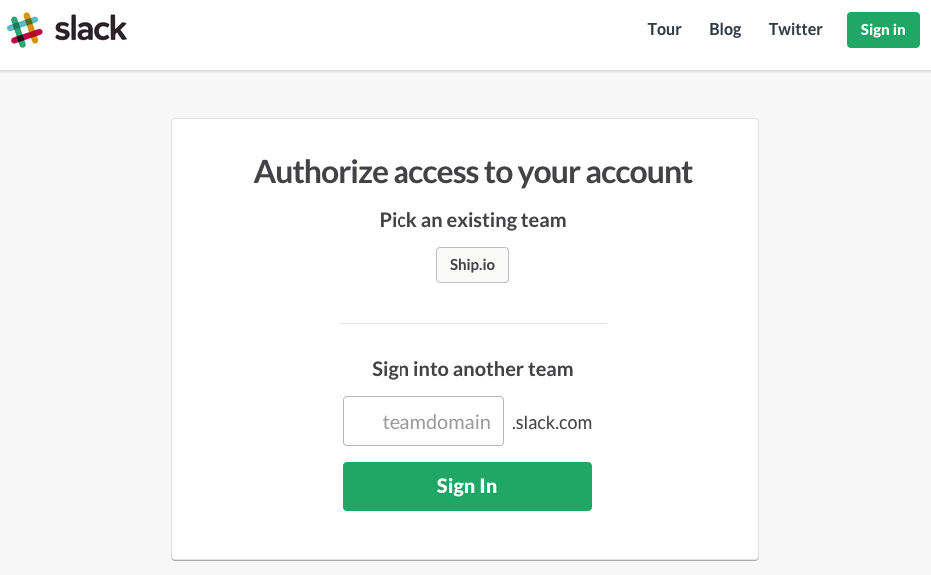 slack
Tour Blog Twitter Sign in
Authorize access to your account
Pick an existing team
Ship.io
Sign into another team
teamdomain .slack.com
Sign In